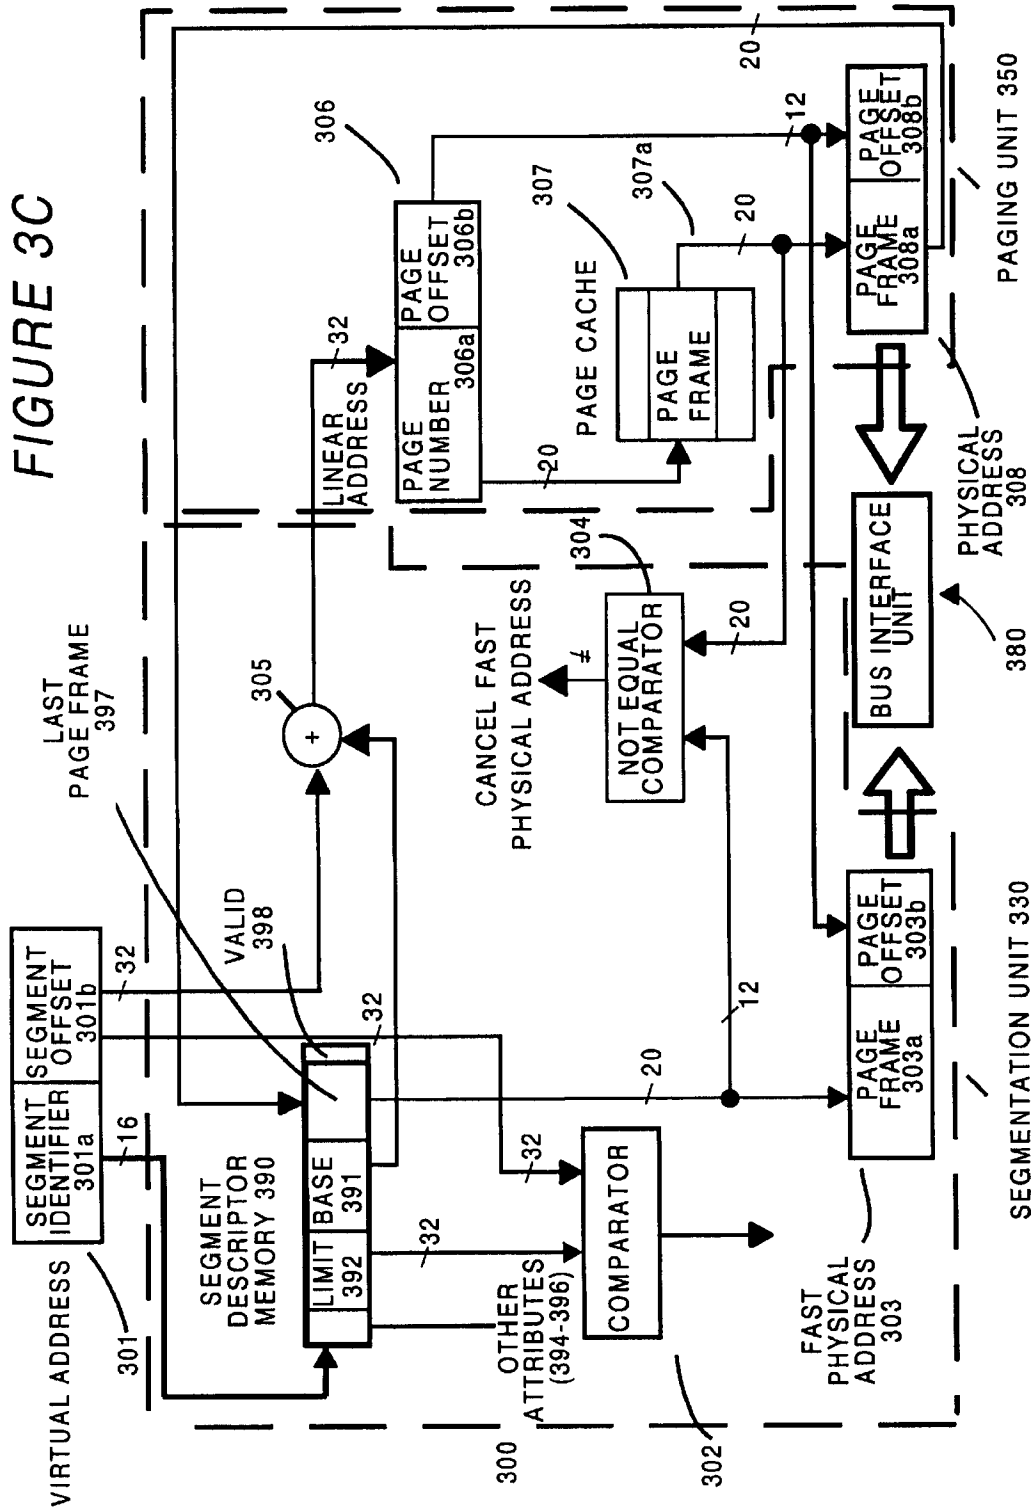 FIGURE 3C
VIRTUAL ADDRESS
301
SEGMENT
IDENTIFIER
301a
SEGMENT
OFFSET
301b
16
32
LAST
PAGE FRAME
397
VALID
398
305
+
SEGMENT
DESCRIPTOR
MEMORY 390
LIMIT
392
BASE
391
32
32
32
20
12
OTHER
ATTRIBUTES
(394-396)
COMPARATOR
302
300
LINEAR
ADDRESS
32
306
PAGE
NUMBER
306a
PAGE
OFFSET
306b
20
12
20
PAGE CACHE
307
307a
PAGE
FRAME
20
CANCEL FAST
PHYSICAL ADDRESS
≠
304
NOT EQUAL
COMPARATOR
20
FAST
PHYSICAL
ADDRESS
303
PAGE
FRAME
303a
PAGE
OFFSET
303b
BUS INTERFACE
UNIT
380
PHYSICAL
ADDRESS
308
PAGE
FRAME
308a
PAGE
OFFSET
308b
SEGMENTATION UNIT 330
PAGING UNIT 350